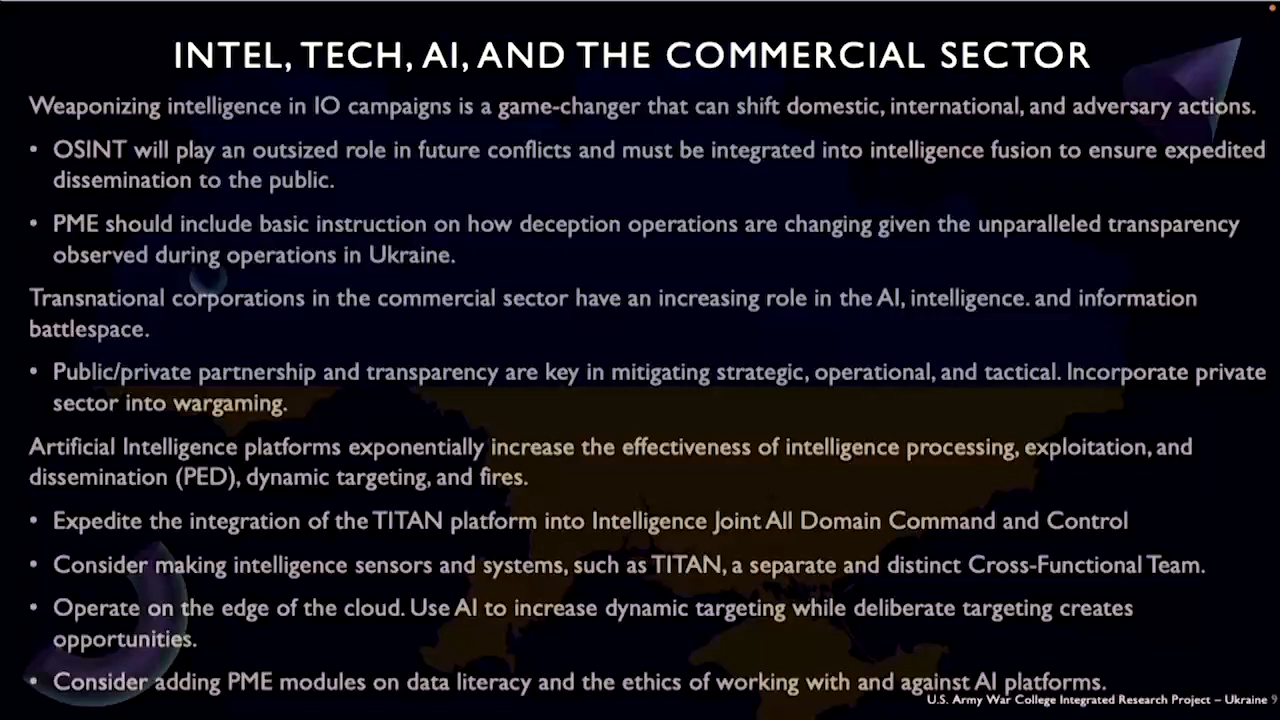 INTEL, TECH, AI, AND THE COMMERCIAL SECTOR
Weaponizing intelligence in IO campaigns is a game-changer that can shift domestic, international, and adversary actions.
• OSINT will play an outsized role in future conflicts and must be integrated into intelligence fusion to ensure expedited
dissemination to the public.
• PME should include basic instruction on how deception operations are changing given the unparalleled transparency
observed during operations in Ukraine.
Transnational corporations in the commercial sector have an increasing role in the AI, intelligence. and information
battlespace.
• Public/private partnership and transparency are key in mitigating strategic, operational, and tactical. Incorporate private
sector into wargaming.
Artificial Intelligence platforms exponentially increase the effectiveness of intelligence processing, exploitation, and
dissemination (PED), dynamic targeting, and fires.
• Expedite the integration of the TITAN platform into Intelligence Joint All Domain Command and Control
• Consider making intelligence sensors and systems, such as TITAN, a separate and distinct Cross-Functional Team.
• Operate on the edge of the cloud. Use AI to increase dynamic targeting while deliberate targeting creates
opportunities.
• Consider adding PME modules on data literacy and the ethics of working with and against AI platforms.
U.S. Army War College Integrated Research Project – Ukraine 9